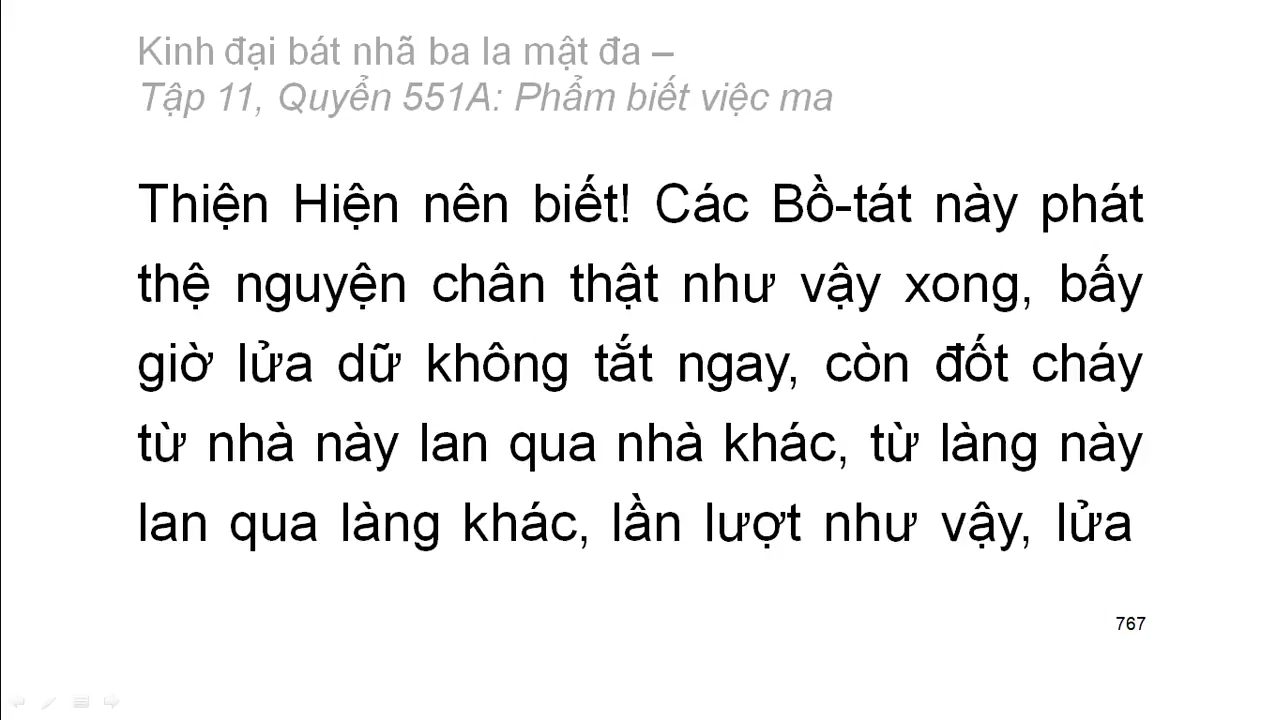 Kinh đại bát nhã ba la mật đa –
Tập 11, Quyển 551A: Phẩm biết việc ma
Thiện Hiện nên biết! Các Bồ-tát này phát
thệ nguyện chân thật như vậy xong, bấy
giờ lửa dữ không tắt ngay, còn đốt cháy
từ nhà này lan qua nhà khác, từ làng này
lan qua làng khác, lần lượt như vậy, lửa
767